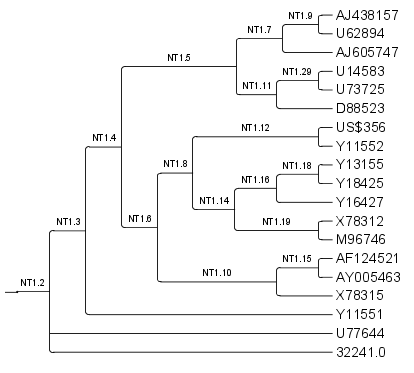 NT1.9 AJ438157
U62894
NT1.7
AJ605747
NT1.5
NT1.29 U14583
U73725
NT1.11
D88523
NT1.4
NT1.12 US$356
Y11552
NT1.8
NT1.18 Y13155
Y18425
NT1.16
Y16427
NT1.14
NT1.19 X78312
M96746
NT1.6
NT1.15 AF124521
AY005463
NT1.10
X78315
NT1.3
Y11551
NT1.2
U77644
32241.0